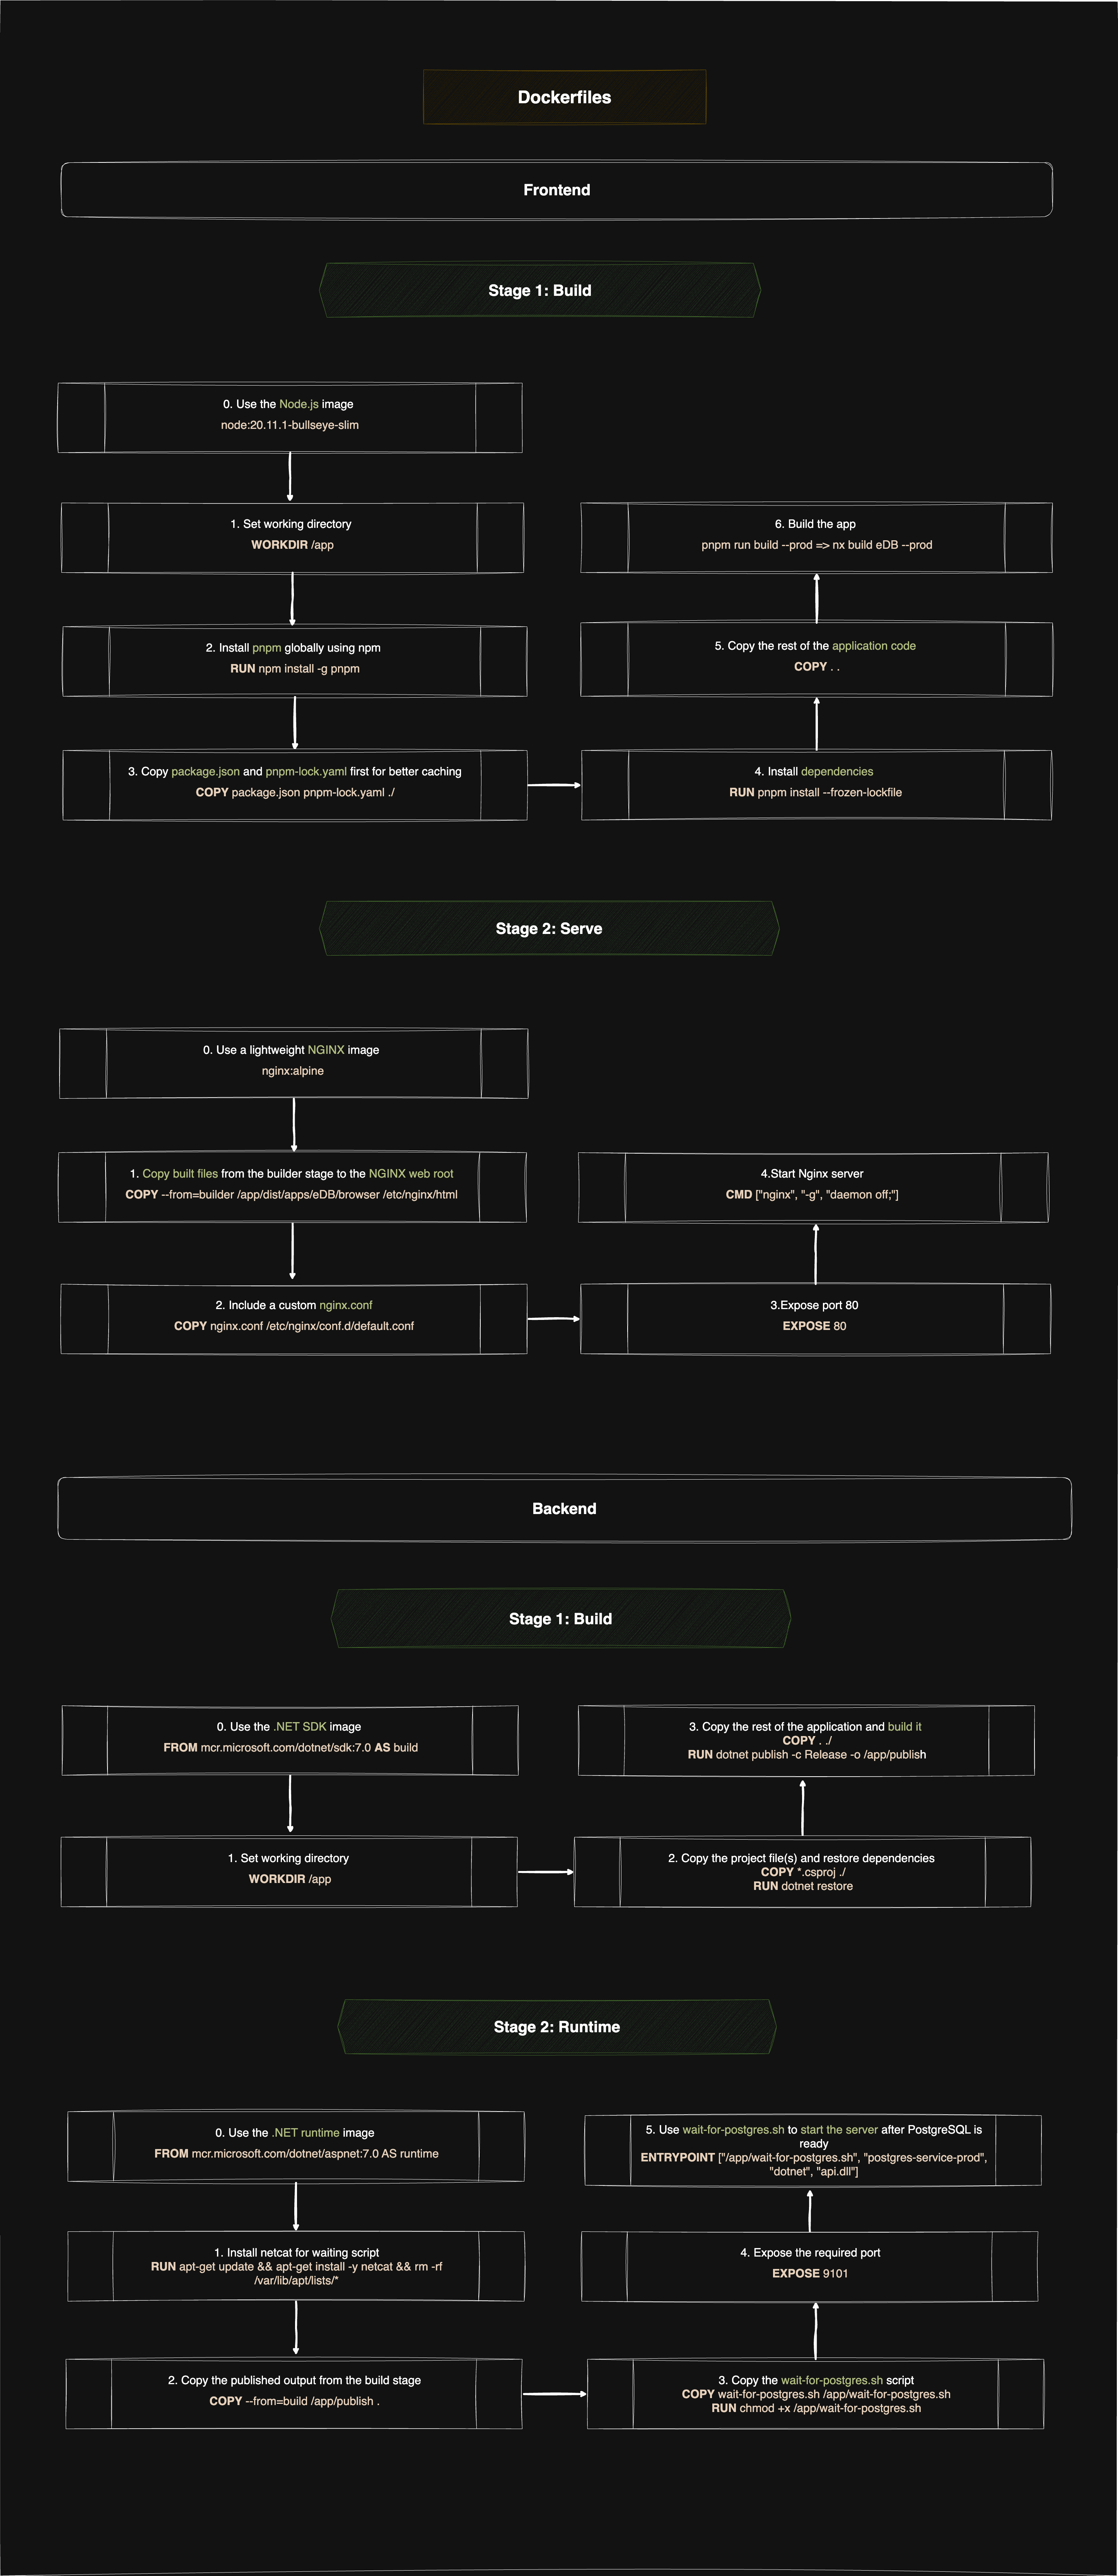 Dockerfiles
Frontend
Stage 1: Build
0. Use the Node.js image
node:20.11.1-bullseye-slim
1. Set working directory
WORKDIR /app
2. Install pnpm globally using npm
RUN npm install -g pnpm
3. Copy package.json and pnpm-lock.yaml first for better caching
COPY package.json pnpm-lock.yaml ./
4. Install dependencies
RUN pnpm install --frozen-lockfile
5. Copy the rest of the application code
COPY . .
6. Build the app
pnpm run build --prod => nx build eDB --prod
Stage 2: Serve
0. Use a lightweight NGINX image
nginx:alpine
1. Copy built files from the builder stage to the NGINX web root
COPY --from=builder /app/dist/apps/eDB/browser /etc/nginx/html
2. Include a custom nginx.conf
COPY nginx.conf /etc/nginx/conf.d/default.conf
3.Expose port 80
EXPOSE 80
4.Start Nginx server
CMD ["nginx", "-g", "daemon off;"]
Backend
Stage 1: Build
0. Use the .NET SDK image
FROM mcr.microsoft.com/dotnet/sdk:7.0 AS build
1. Set working directory
WORKDIR /app
2. Copy the project file(s) and restore dependencies
COPY *.csproj ./
RUN dotnet restore
3. Copy the rest of the application and build it
COPY . ./
RUN dotnet publish -c Release -o /app/publish
Stage 2: Runtime
0. Use the .NET runtime image
FROM mcr.microsoft.com/dotnet/aspnet:7.0 AS runtime
1. Install netcat for waiting script
RUN apt-get update && apt-get install -y netcat && rm -rf
/var/lib/apt/lists/*
2. Copy the published output from the build stage
COPY --from=build /app/publish .
3. Copy the wait-for-postgres.sh script
COPY wait-for-postgres.sh /app/wait-for-postgres.sh
RUN chmod +x /app/wait-for-postgres.sh
4. Expose the required port
EXPOSE 9101
5. Use wait-for-postgres.sh to start the server after PostgreSQL is
ready
ENTRYPOINT ["/app/wait-for-postgres.sh", "postgres-service-prod",
"dotnet", "api.dll"]